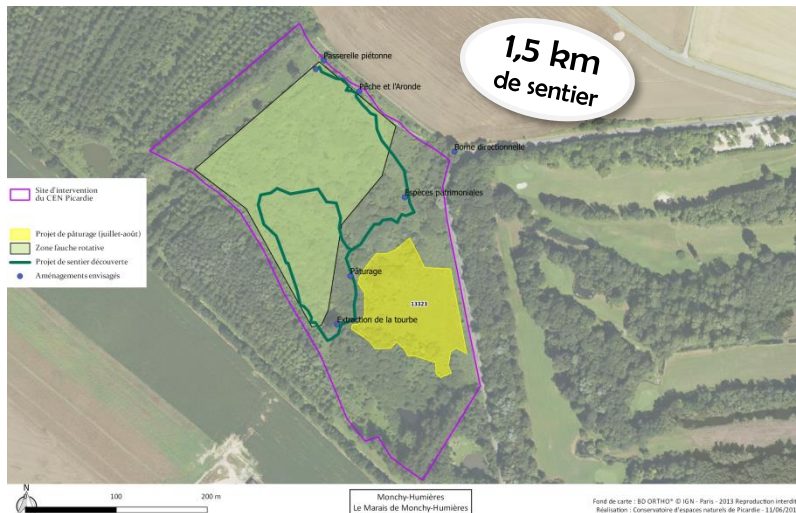 1,5 km
de sentier
Passerelle piétonne
Pêche et l'Aronde
Borne directionnelle
Espèces patrimoniales
Pâturage
13323
Extraction de la tourbe
Site d'intervention
du CEN Picardie
Projet de pâturage (juillet-août)
Zone fauche rotative
Projet de sentier découverte
Aménagements envisagés
N
0 100 200 m
Monchy-Humières
Le Marais de Monchy-Humières
Fond de carte : BD ORTHO® © IGN - Paris - 2013 Reproduction interdit
Réalisation : Conservatoire d'espaces naturels de Picardie - 11/06/201